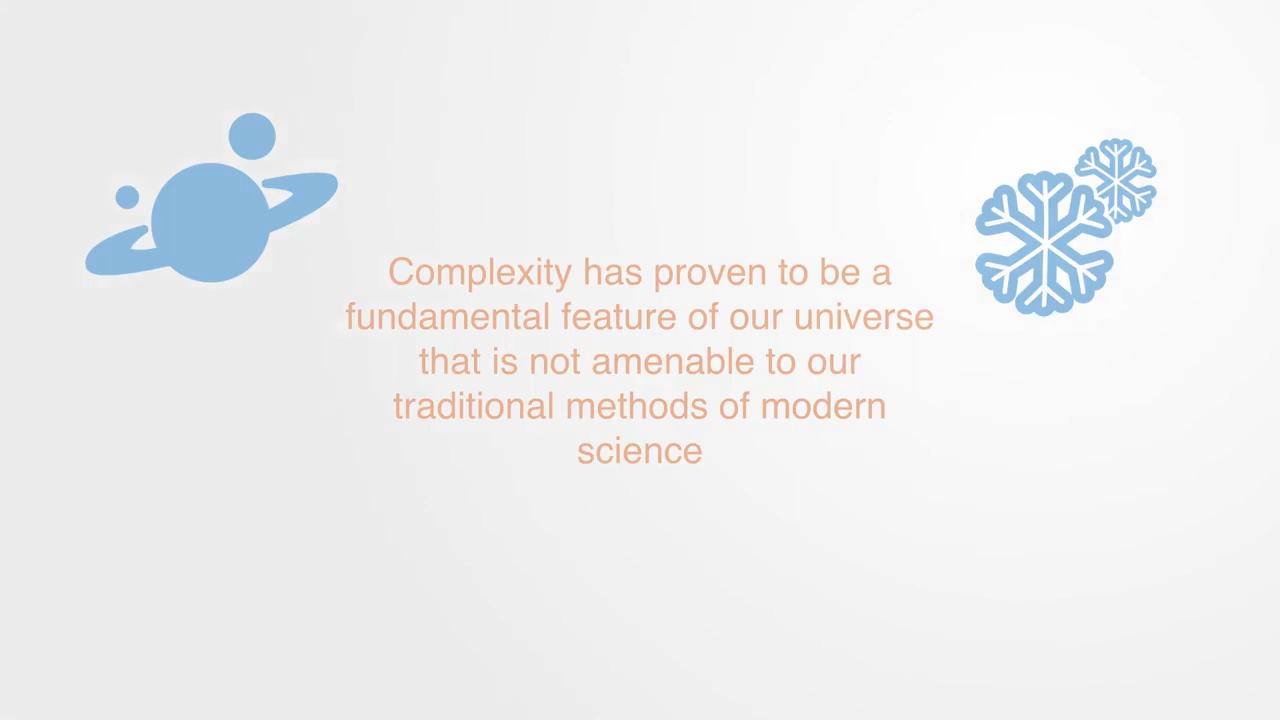 Complexity has proven to be a
fundamental feature of our universe
that is not amenable to our
traditional methods of modern
science